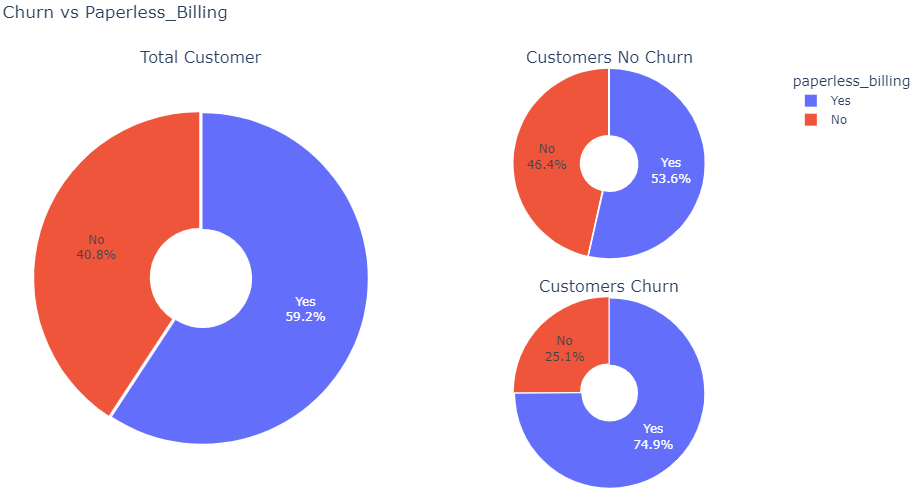 Churn vs Paperless_Billing
Total Customer
No
40.8%
Yes
59.2%
Customers No Churn
No
46.4%
Yes
53.6%
Customers Churn
No
25.1%
Yes
74.9%
paperless_billing
Yes
No